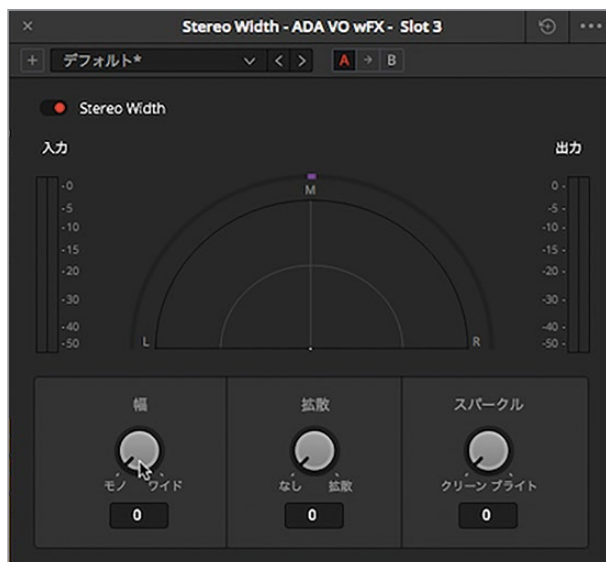 × Stereo Width - ADA VO wFX - Slot 3
+ デフォルト* < > A B
Stereo Width
入力 出力
-0 0-
-5 M -5-
-10 -10-
-15 -15-
-20 -20-
-30 -30-
-40 -40-
-50 L R -50-
幅 拡散 スパークル
モノ ワイド なし 拡散 クリーン ブライト
0 0 0